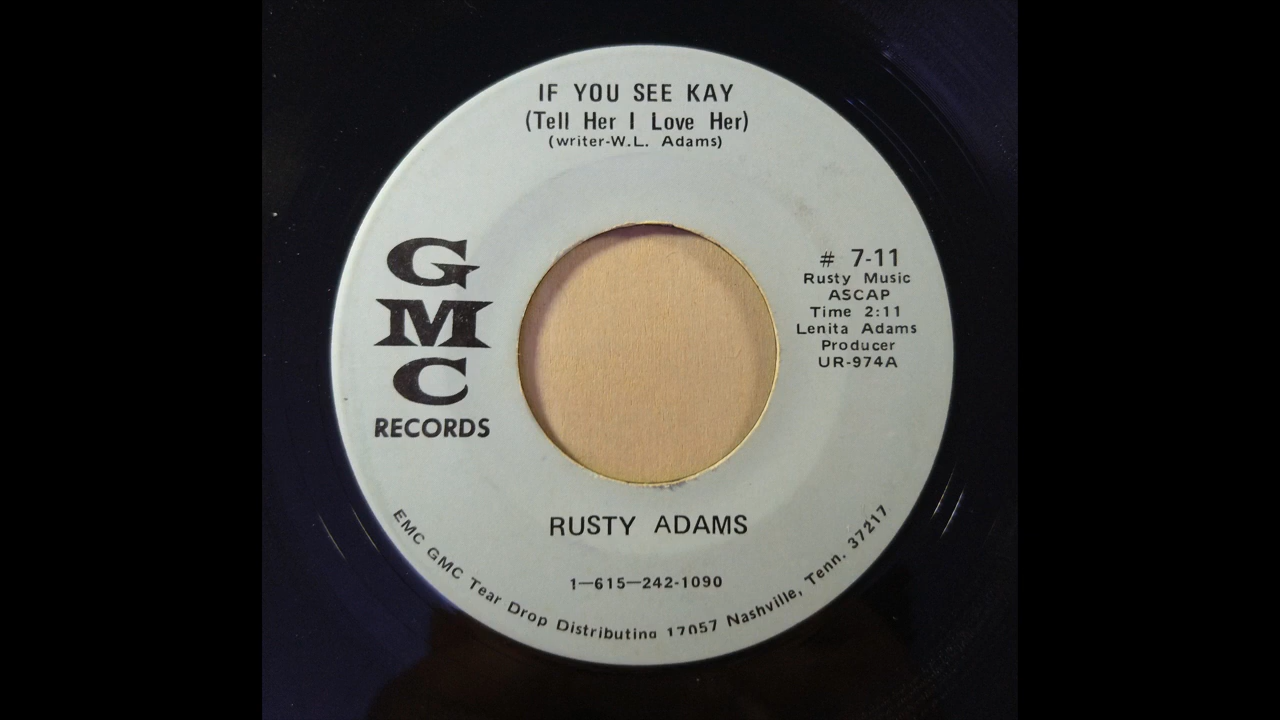 IF YOU SEE KAY
(Tell Her I Love Her)
(writer-W.L. Adams)
G
M
C
RECORDS
# 7-11
Rusty Music
ASCAP
Time 2:11
Lenita Adams
Producer
UR-974A
RUSTY ADAMS
1—615—242-1090
EMC GMC Tear Drop Distributing 17057 Nashville, Tenn. 37217